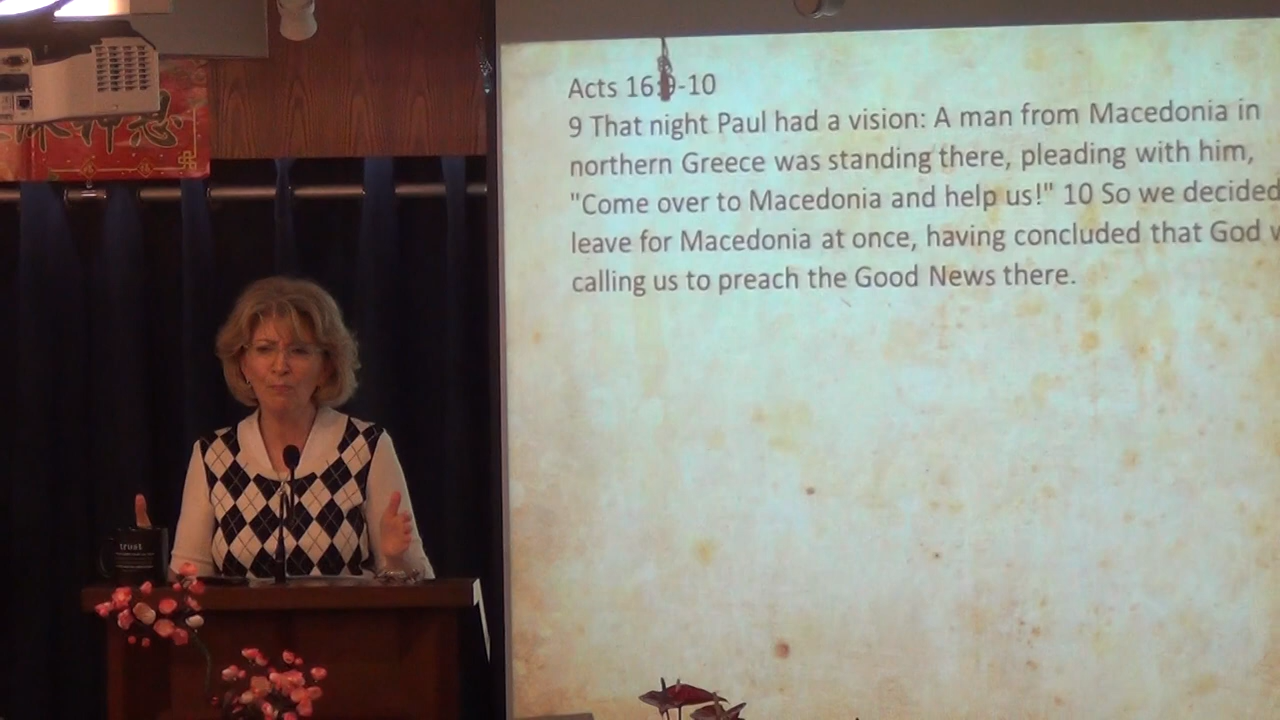 Acts 16:9-10
9 That night Paul had a vision: A man from Macedonia in
northern Greece was standing there, pleading with him,
"Come over to Macedonia and help us!" 10 So we decided
leave for Macedonia at once, having concluded that God
calling us to preach the Good News there.
trust